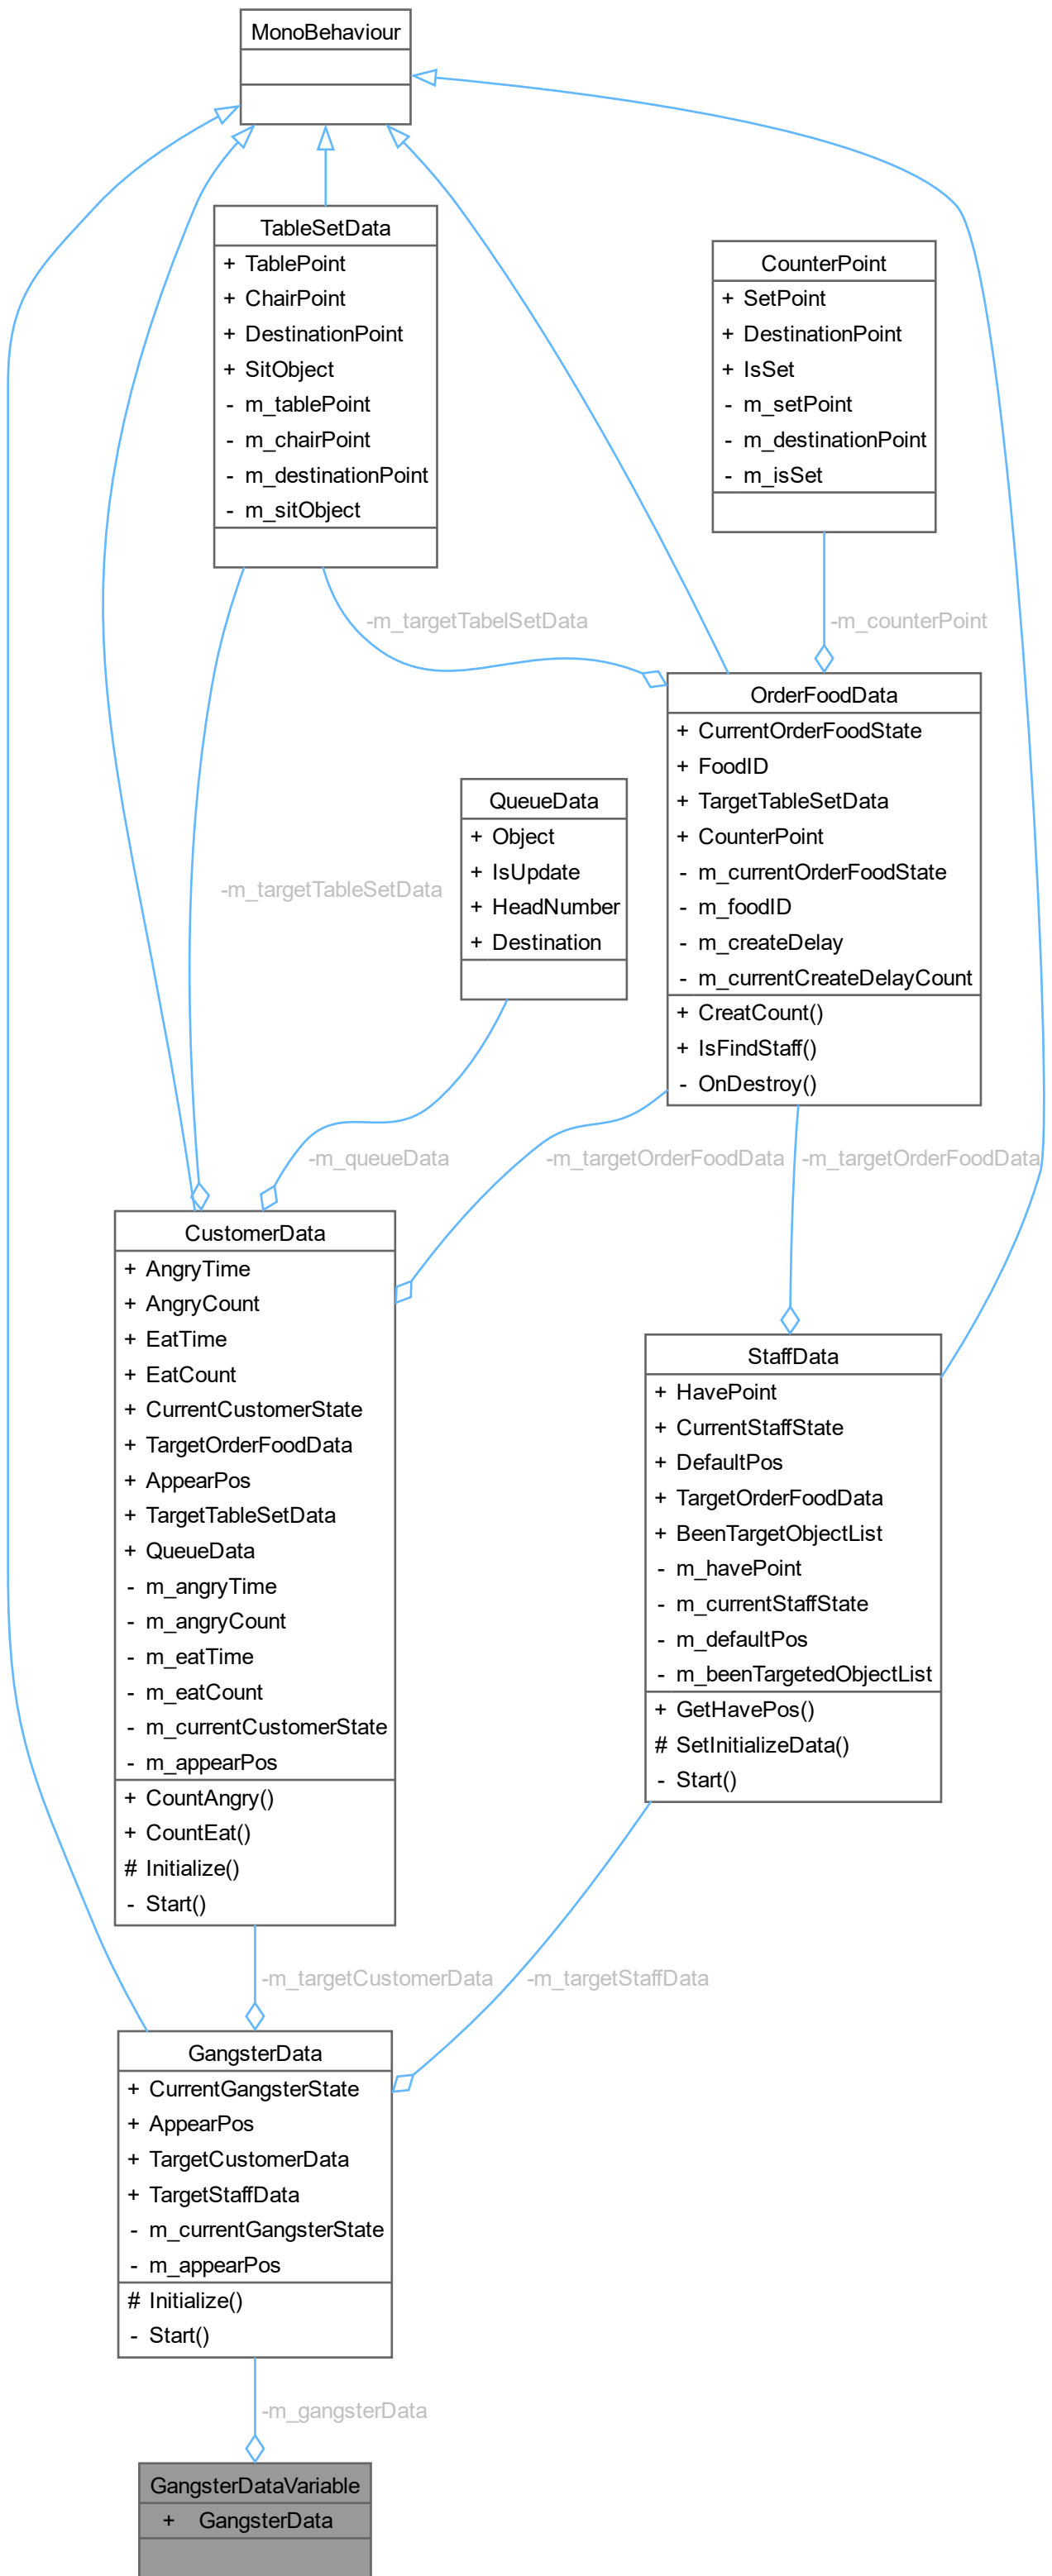 MonoBehaviour
TableSetData
+ TablePoint
+ ChairPoint
+ DestinationPoint
+ SitObject
- m_tablePoint
- m_chairPoint
- m_destinationPoint
- m_sitObject
CounterPoint
+ SetPoint
+ DestinationPoint
+ IsSet
- m_setPoint
- m_destinationPoint
- m_isSet
-m_targetTabelSetData
-m_counterPoint
OrderFoodData
+ CurrentOrderFoodState
+ FoodID
+ TargetTableSetData
+ CounterPoint
- m_currentOrderFoodState
- m_foodID
- m_createDelay
- m_currentCreateDelayCount
+ CreatCount()
+ IsFindStaff()
- OnDestroy()
QueueData
+ Object
+ IsUpdate
+ HeadNumber
+ Destination
-m_targetTableSetData
-m_queueData
-m_targetOrderFoodData
-m_targetOrderFoodData
CustomerData
+ AngryTime
+ AngryCount
+ EatTime
+ EatCount
+ CurrentCustomerState
+ TargetOrderFoodData
+ AppearPos
+ TargetTableSetData
+ QueueData
- m_angryTime
- m_angryCount
- m_eatTime
- m_eatCount
- m_currentCustomerState
- m_appearPos
+ CountAngry()
+ CountEat()
# Initialize()
- Start()
StaffData
+ HavePoint
+ CurrentStaffState
+ DefaultPos
+ TargetOrderFoodData
+ BeenTargetObjectList
- m_havePoint
- m_currentStaffState
- m_defaultPos
- m_beenTargetedObjectList
+ GetHavePos()
# SetInitializeData()
- Start()
-m_targetCustomerData
-m_targetStaffData
GangsterData
+ CurrentGangsterState
+ AppearPos
+ TargetCustomerData
+ TargetStaffData
- m_currentGangsterState
- m_appearPos
# Initialize()
- Start()
-m_gangsterData
GangsterDataVariable
+ GangsterData